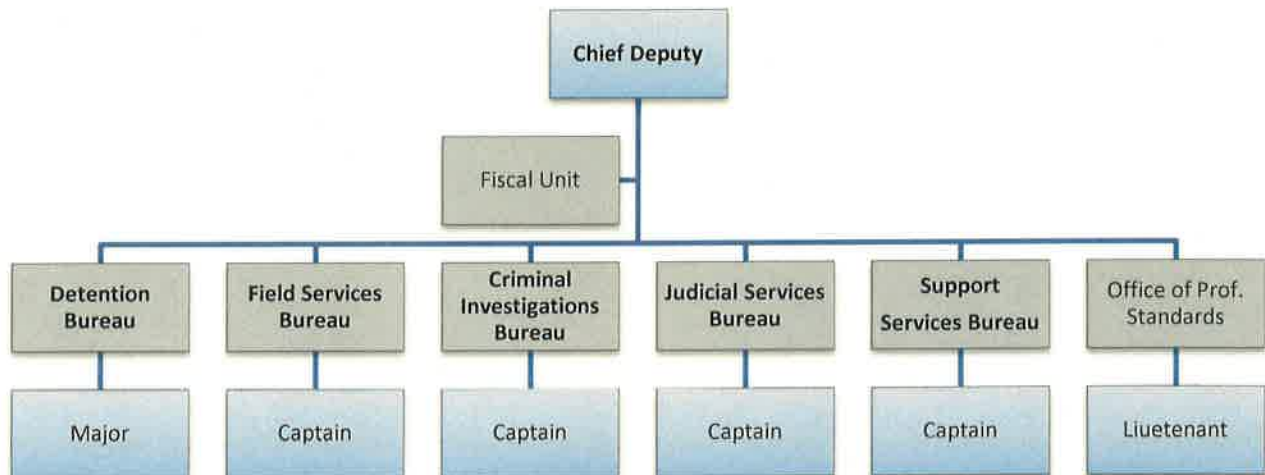 Chief Deputy
Fiscal Unit
Detention
Bureau
Field Services
Bureau
Criminal
Investigations
Bureau
Judicial Services
Bureau
Support
Services Bureau
Office of Prof.
Standards
Major
Captain
Captain
Captain
Captain
Liuetenant